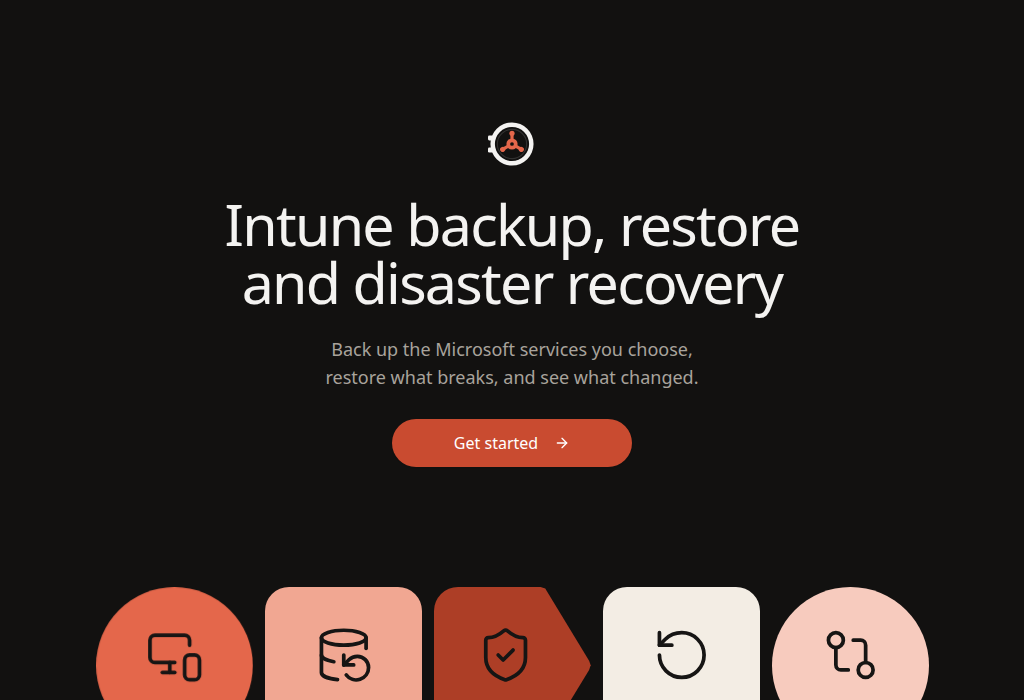 Intune backup, restore
and disaster recovery
Back up the Microsoft services you choose,
restore what breaks, and see what changed.
Get started